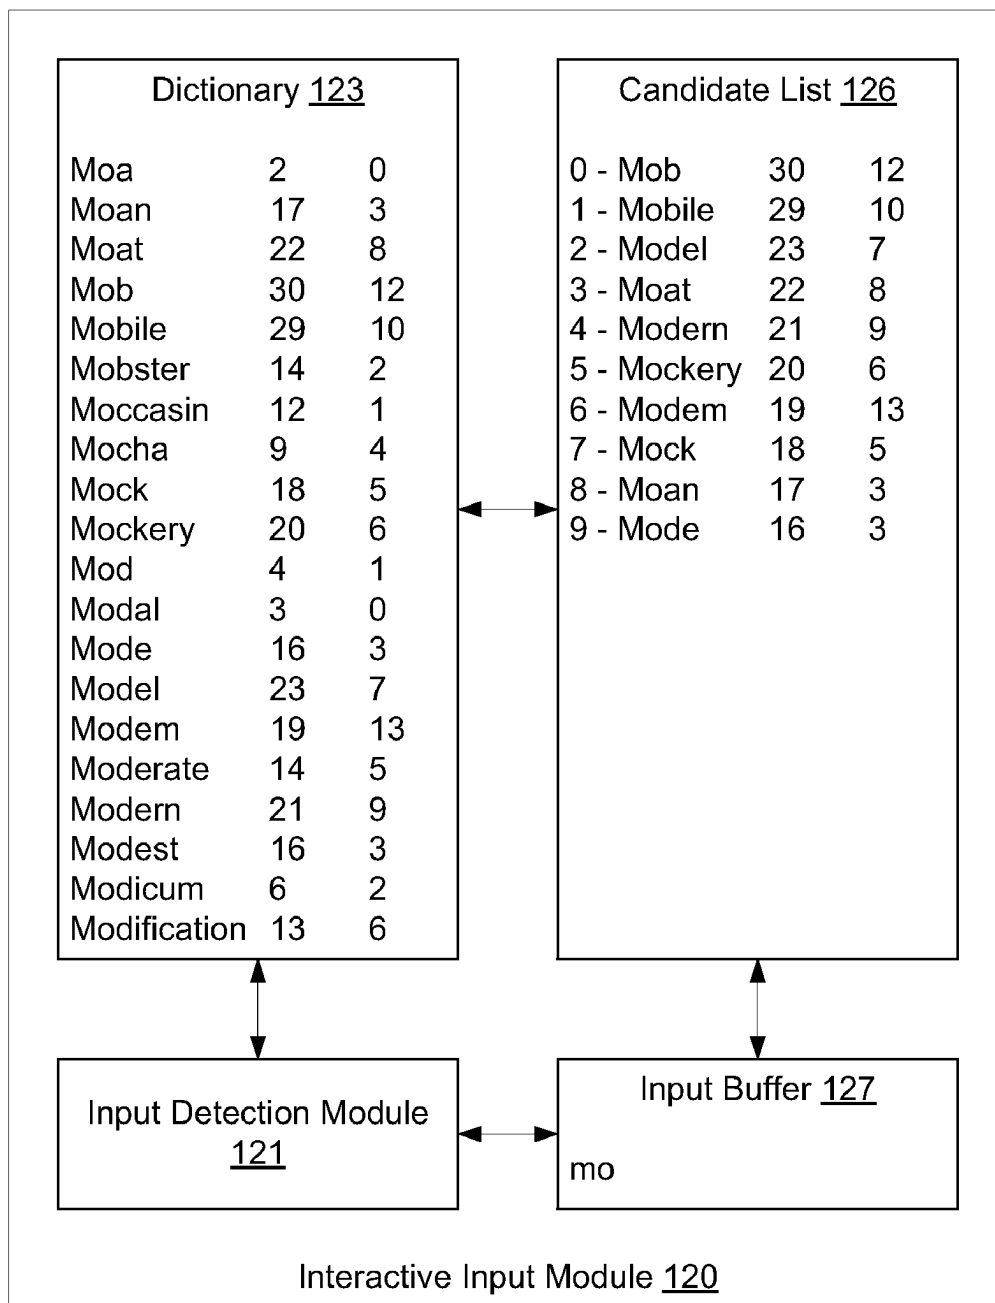 Dictionary 123
Moa 2 0
Moan 17 3
Moat 22 8
Mob 30 12
Mobile 29 10
Mobster 14 2
Moccasin 12 1
Mocha 9 4
Mock 18 5
Mockery 20 6
Mod 4 1
Modal 3 0
Mode 16 3
Model 23 7
Modem 19 13
Moderate 14 5
Modern 21 9
Modest 16 3
Modicum 6 2
Modification 13 6
Candidate List 126
0 - Mob 30 12
1 - Mobile 29 10
2 - Model 23 7
3 - Moat 22 8
4 - Modern 21 9
5 - Mockery 20 6
6 - Modem 19 13
7 - Mock 18 5
8 - Moan 17 3
9 - Mode 16 3
Input Detection Module
121
Input Buffer 127
mo
Interactive Input Module 120